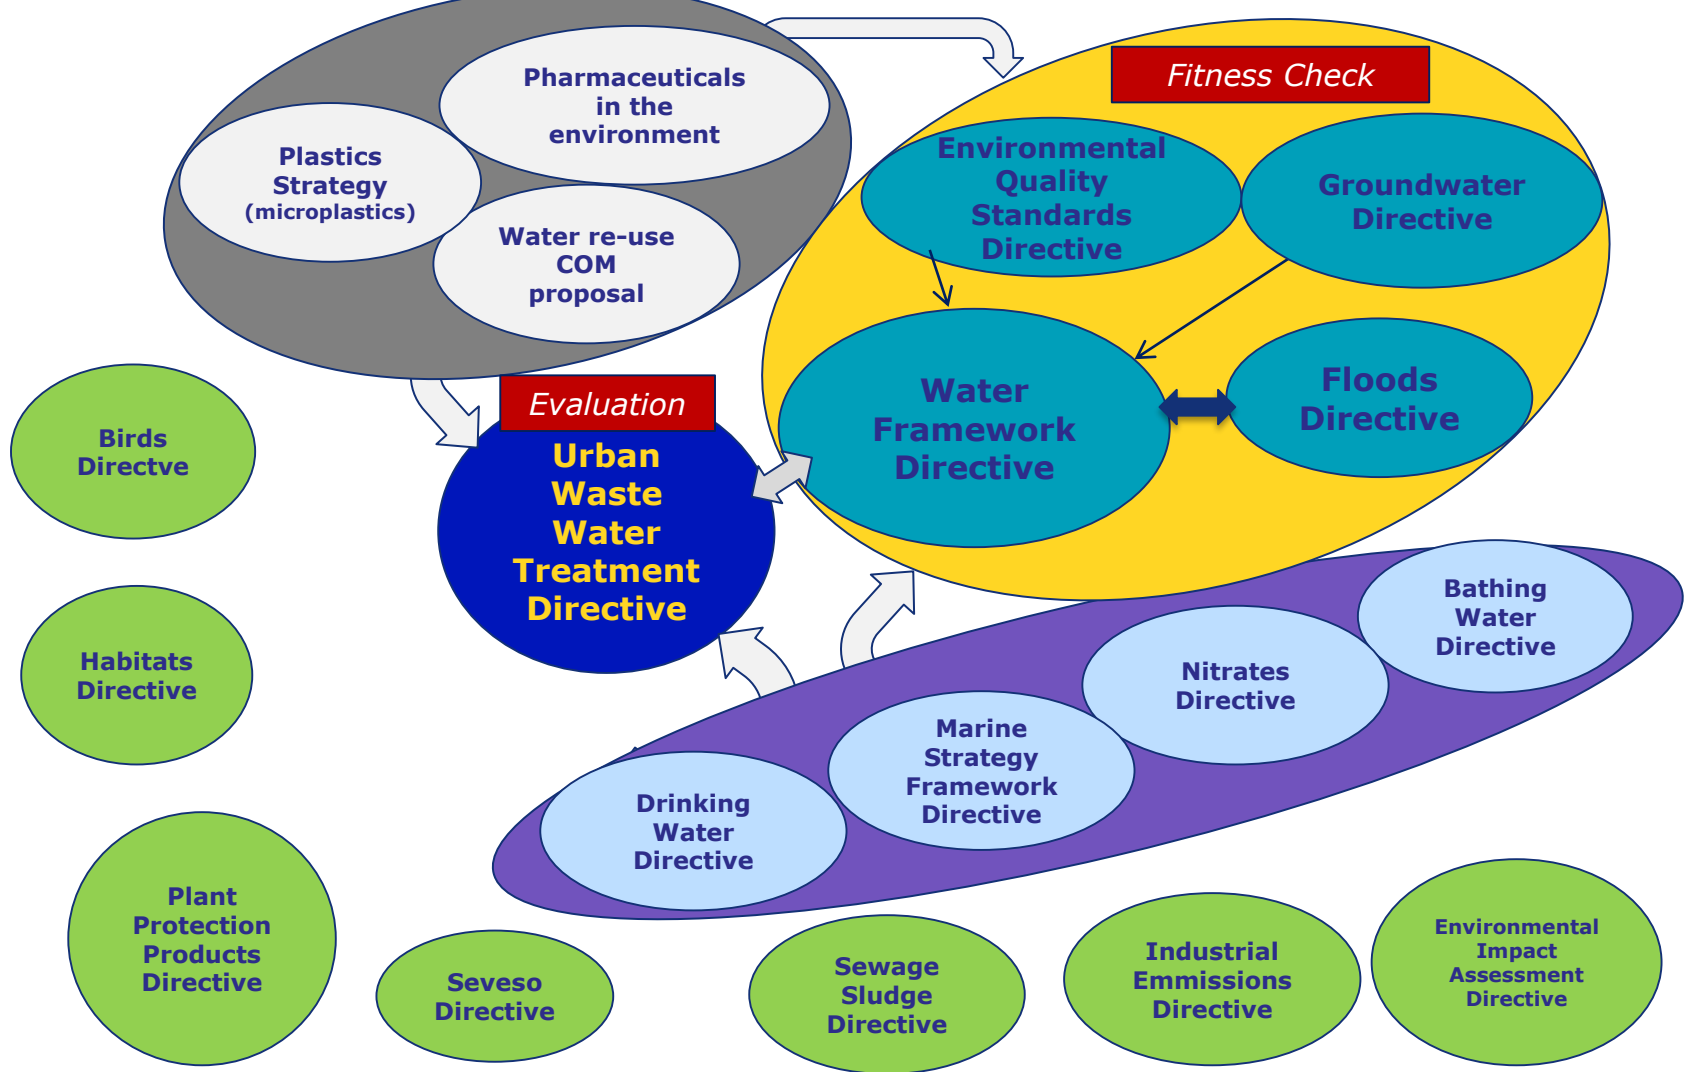 Pharmaceuticals
in the
environment
Plastics
Strategy
(microplastics)
Water re-use
COM
proposal
Fitness Check
Environmental
Quality
Standards
Directive
Groundwater
Directive
Water
Framework
Directive
Floods
Directive
Evaluation
Urban
Waste
Water
Treatment
Directive
Birds
Directve
Habitats
Directive
Bathing
Water
Directive
Nitrates
Directive
Marine
Strategy
Framework
Directive
Drinking
Water
Directive
Plant
Protection
Products
Directive
Seveso
Directive
Sewage
Sludge
Directive
Industrial
Emmissions
Directive
Environmental
Impact
Assessment
Directive